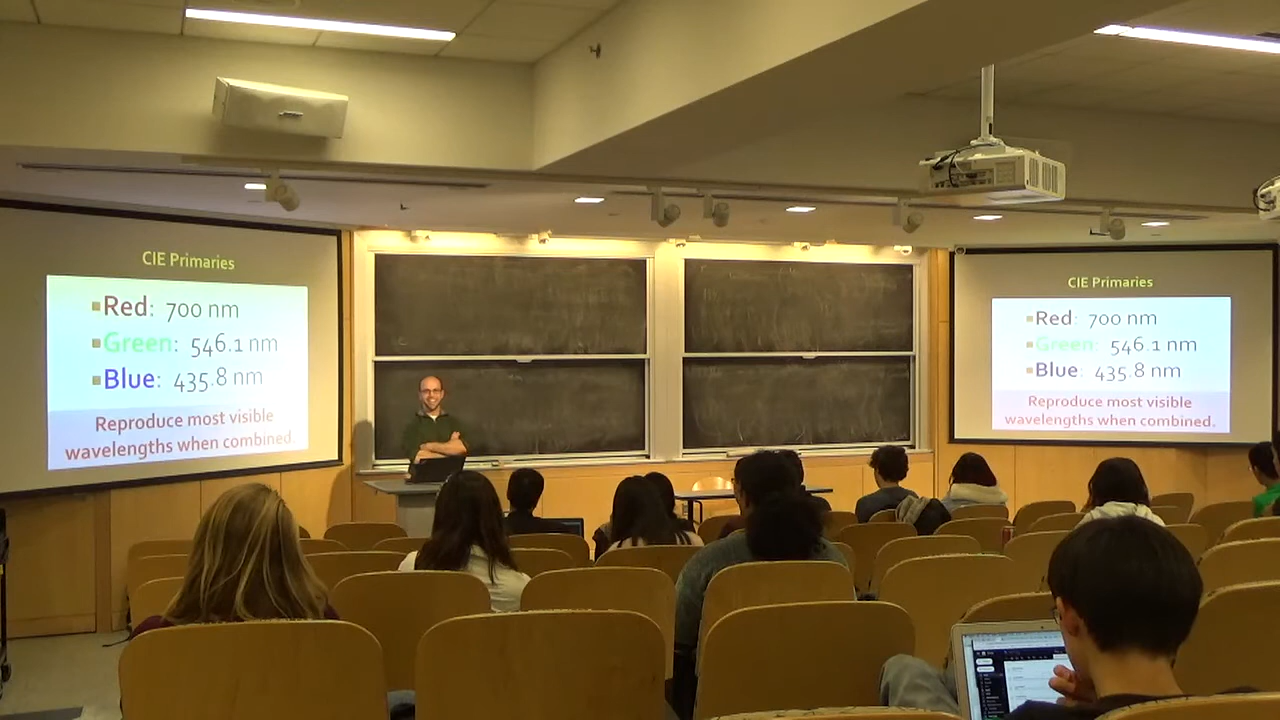 CIE Primaries
Red: 700 nm
Green: 546.1 nm
Blue: 435.8 nm
Reproduce most visible
wavelengths when combined.
CIE Primaries
Red: 700 nm
Green: 546.1 nm
Blue: 435.8 nm
Reproduce most visible
wavelengths when combined.